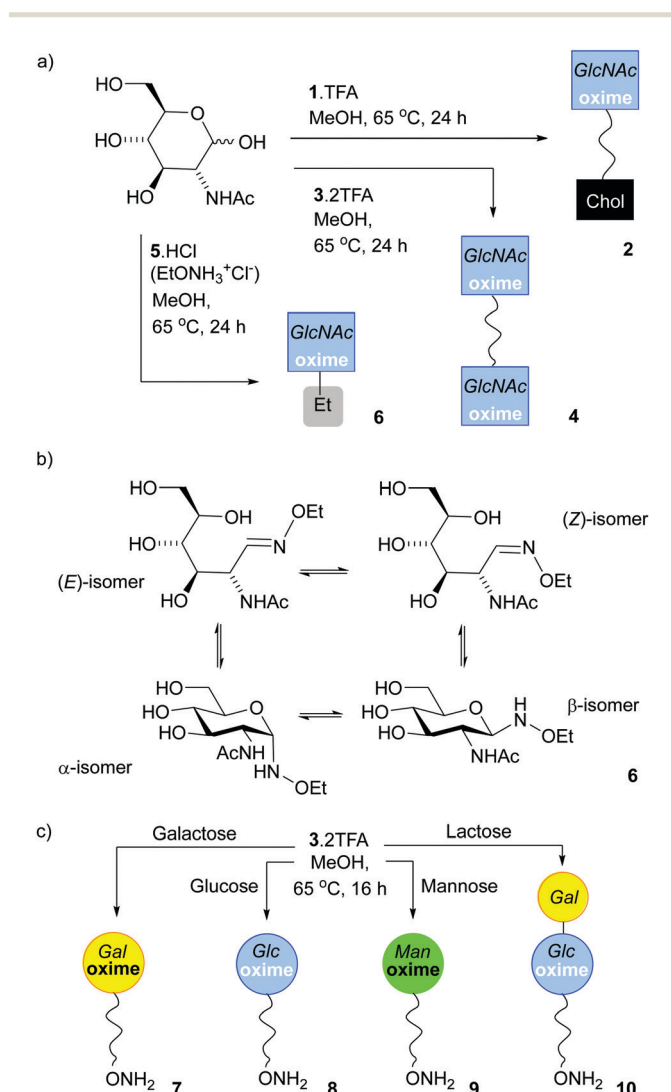 a)
HO
HO
HO
O
OH
NHAc
1.TFA
MeOH, 65 °C, 24 h
3.2TFA
MeOH,
65 °C, 24 h
5.HCl
(EtONH₃⁺Cl⁻)
MeOH,
65 °C, 24 h
GlcNAc
oxime
Chol
2
GlcNAc
oxime
GlcNAc
oxime
4
GlcNAc
oxime
Et
6
b)
HO
OH
HO
HO
NHAc
N
OEt
(E)-isomer
HO
OH
HO
HO
NHAc
N
OEt
(Z)-isomer
HO
O
HO
HO
AcNH
HN
OEt
α-isomer
HO
O
HO
HO
NHAc
H
N
OEt
β-isomer
6
c)
Galactose
3.2TFA
Lactose
MeOH,
Glucose
65 °C, 16 h
Mannose
Gal
oxime
ONH₂
7
Glc
oxime
ONH₂
8
Man
oxime
ONH₂
9
Gal
Glc
oxime
ONH₂
10